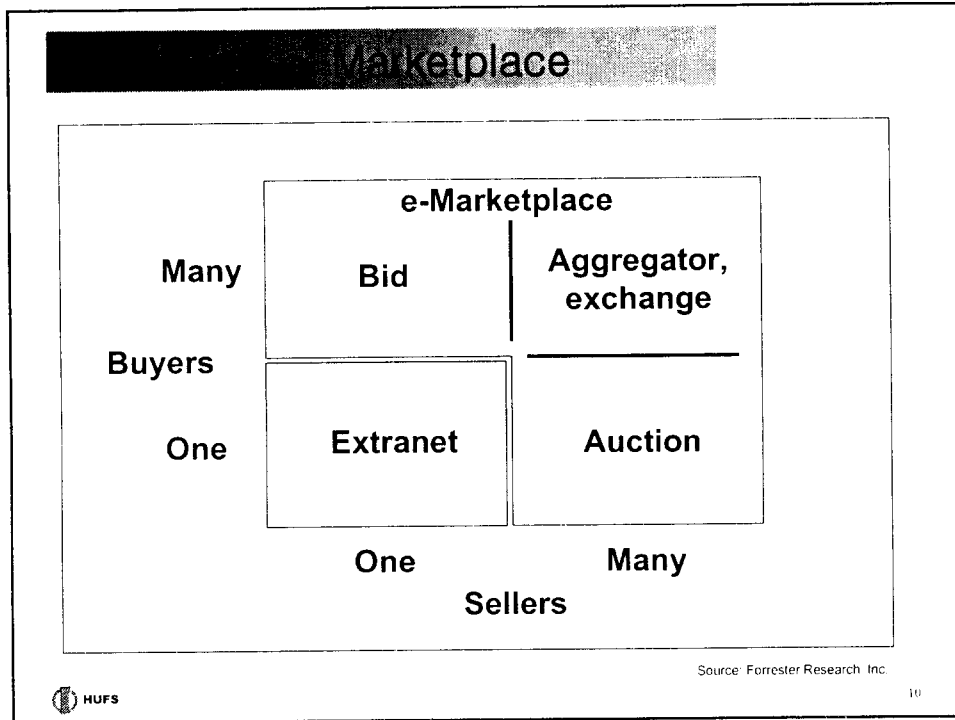 Marketplace
e-Marketplace
Many
Bid
Aggregator,
exchange
Buyers
One
Extranet
Auction
One
Many
Sellers
Source: Forrester Research Inc.
HUFS
10